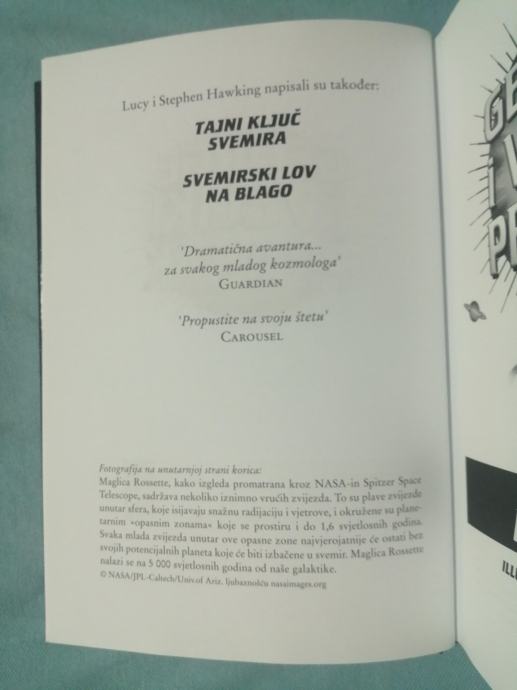 Lucy i Stephen Hawking napisali su također:
TAJNI KLJUČ
SVEMIRA
SVEMIRSKI LOV
NA BLAGO
'Dramatična avantura...
za svakog mladog kozmologa'
GUARDIAN
'Propustite na svoju štetu'
CAROUSEL
Fotografija na unutarnjoj strani korica:
Maglica Rossette, kako izgleda promatrana kroz NASA-in Spitzer Space
Telescope, sadržava nekoliko iznimno vrućih zvijezda. To su plave zvijezde
unutar sfera, koje isijavaju snažnu radijaciju i vjetrove, i okružene su plane-
tarnim »opasnim zonama« koje se prostiru i do 1,6 svjetlosnih godina.
Svaka mlada zvijezda unutar ove opasne zone najvjerojatnije će ostati bez
svojih potencijalnih planeta koje će biti izbačene u svemir. Maglica Rossette
nalazi se na 5 000 svjetlosnih godina od naše galaktike.
© NASA/JPL-Caltech/Univ.of Ariz. ljubaznošću nasaimages.org